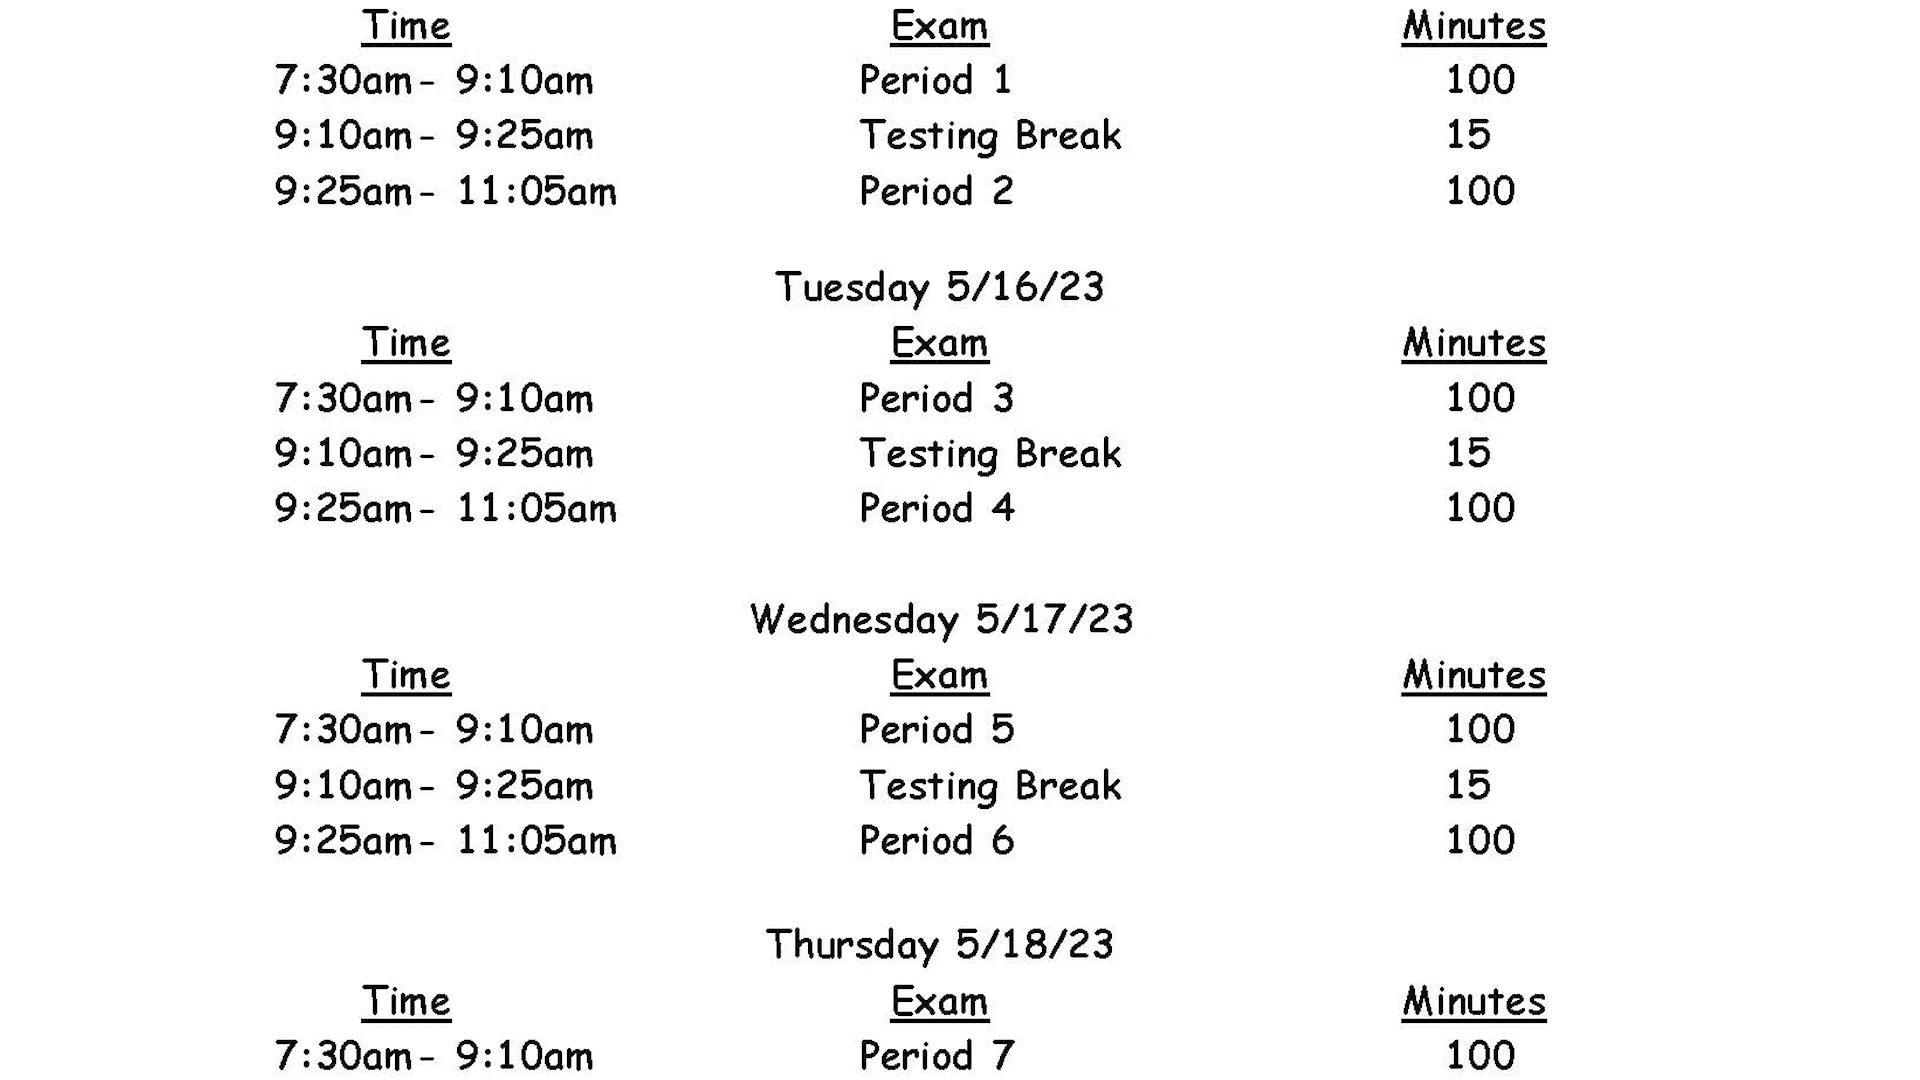 Time Exam Minutes
7:30am- 9:10am Period 1 100
9:10am- 9:25am Testing Break 15
9:25am- 11:05am Period 2 100
Tuesday 5/16/23
Time Exam Minutes
7:30am- 9:10am Period 3 100
9:10am- 9:25am Testing Break 15
9:25am- 11:05am Period 4 100
Wednesday 5/17/23
Time Exam Minutes
7:30am- 9:10am Period 5 100
9:10am- 9:25am Testing Break 15
9:25am- 11:05am Period 6 100
Thursday 5/18/23
Time Exam Minutes
7:30am- 9:10am Period 7 100